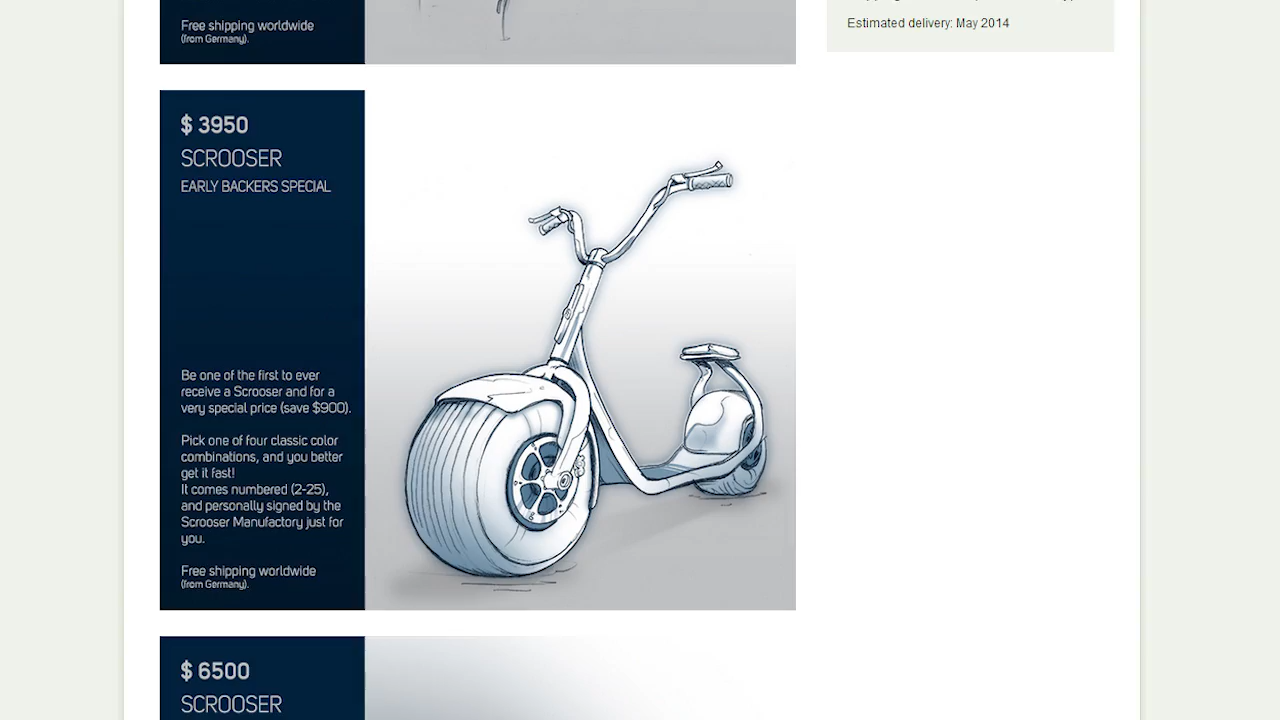 Free shipping worldwide
(from Germany).
Estimated delivery: May 2014
$ 3950
SCROOSER
EARLY BACKERS SPECIAL
Be one of the first to ever
receive a Scrooser and for a
very special price (save $900).
Pick one of four classic color
combinations, and you better
get it fast!
It comes numbered (2-25),
and personally signed by the
Scrooser Manufactory just for
you.
Free shipping worldwide
(from Germany).
$ 6500
SCROOSER